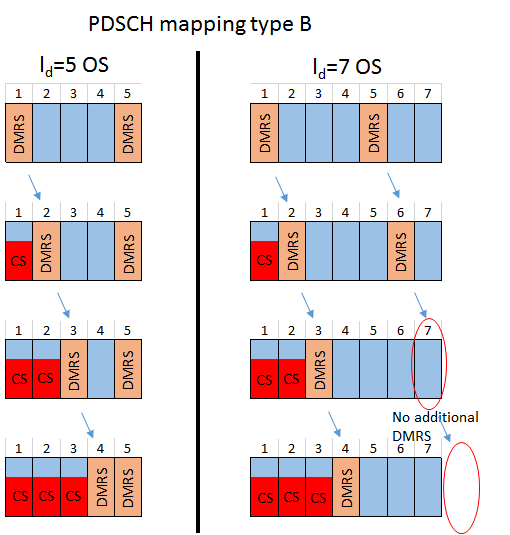 PDSCH mapping type B
ld=5 OS
1 2 3 4 5
DMRS DMRS
1 2 3 4 5
CS DMRS DMRS
1 2 3 4 5
CS CS DMRS DMRS
1 2 3 4 5
CS CS CS DMRS DMRS
ld=7 OS
1 2 3 4 5 6 7
DMRS DMRS
1 2 3 4 5 6 7
CS DMRS DMRS
1 2 3 4 5 6 7
CS CS DMRS
No additional
DMRS
1 2 3 4 5 6 7
CS CS CS DMRS